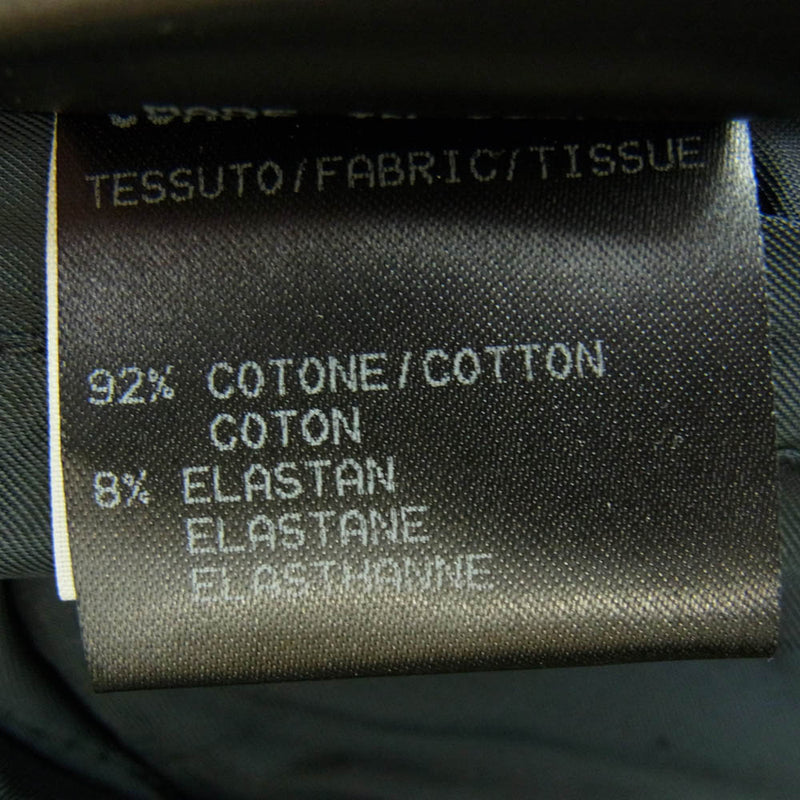 TESSUTO/FABRIC/TISSUE
92% COTONE/COTTON
COTON
8% ELASTAN
ELASTANE
ELASTHANNE